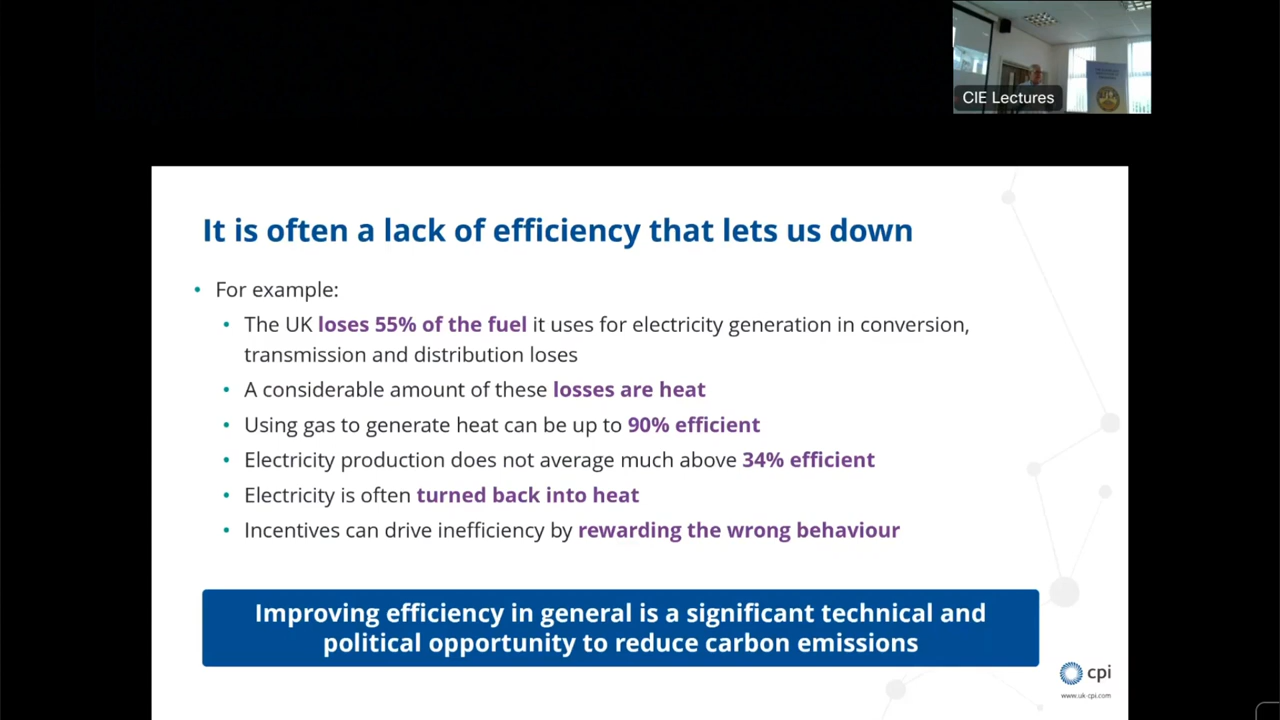 CIE Lectures
It is often a lack of efficiency that lets us down
• For example:
• The UK loses 55% of the fuel it uses for electricity generation in conversion,
transmission and distribution loses
• A considerable amount of these losses are heat
• Using gas to generate heat can be up to 90% efficient
• Electricity production does not average much above 34% efficient
• Electricity is often turned back into heat
• Incentives can drive inefficiency by rewarding the wrong behaviour
Improving efficiency in general is a significant technical and
political opportunity to reduce carbon emissions
cpi
www.uk-cpi.com